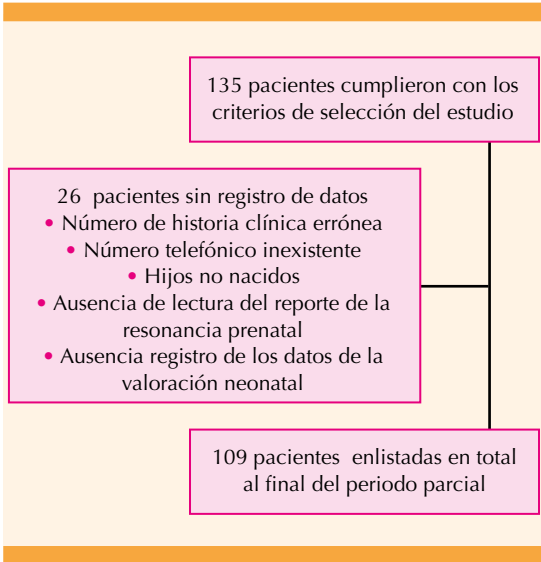 135 pacientes cumplieron con los
criterios de selección del estudio
26 pacientes sin registro de datos
• Número de historia clínica errónea
• Número telefónico inexistente
• Hijos no nacidos
• Ausencia de lectura del reporte de la
resonancia prenatal
• Ausencia registro de los datos de la
valoración neonatal
109 pacientes enlistadas en total
al final del periodo parcial